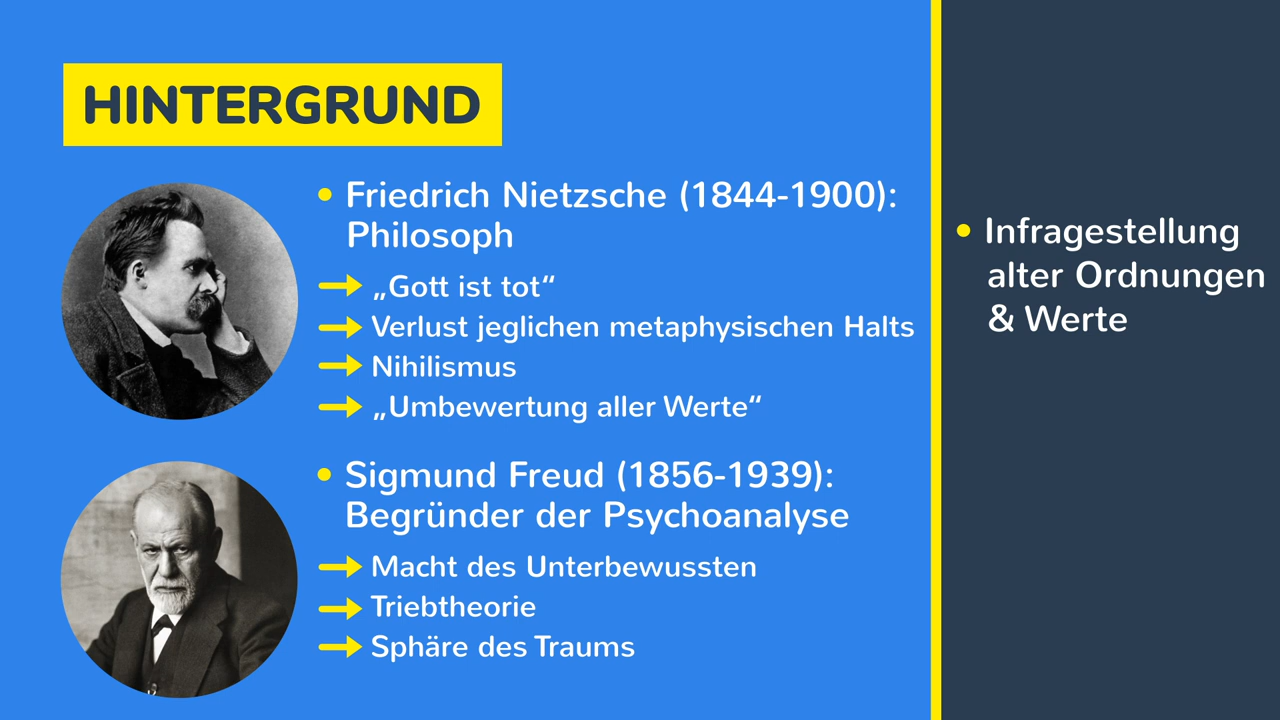 HINTERGRUND
• Friedrich Nietzsche (1844-1900):
Philosoph
→ „Gott ist tot“
→ Verlust jeglichen metaphysischen Halts
→ Nihilismus
→ „Umbewertung aller Werte“
• Sigmund Freud (1856-1939):
Begründer der Psychoanalyse
→ Macht des Unterbewussten
→ Triebtheorie
→ Sphäre des Traums
• Infragestellung
alter Ordnungen
& Werte